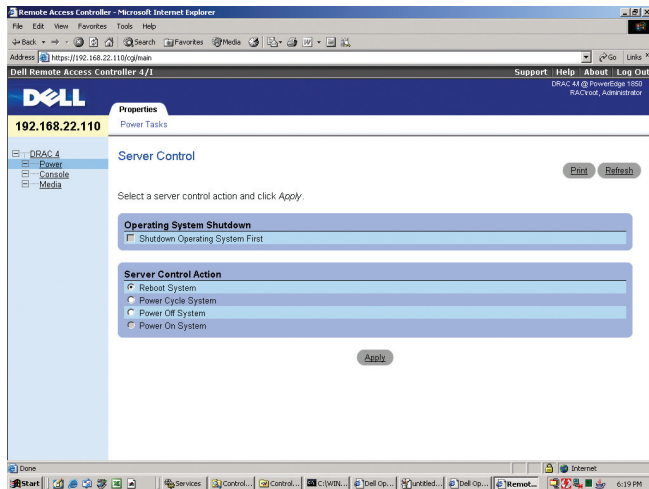 Remote Access Controller - Microsoft Internet Explorer
File Edit View Favorites Tools Help
Back Search Favorites Media
Address https://192.168.22.110/cgi/main Go Links
Dell Remote Access Controller 4/I Support Help About Log Out
DELL
DRAC 4/I @ PowerEdge 1850
RAC\root, Administrator
Properties
192.168.22.110
Power Tasks
DRAC 4
Power
Console
Media
Server Control
Print Refresh
Select a server control action and click Apply.
Operating System Shutdown
Shutdown Operating System First
Server Control Action
Reboot System
Power Cycle System
Power Off System
Power On System
Apply
Done Internet
Start Services Control... Control... C:\WIN... Dell Op... untitled... Dell Op... Remot... 6:19 PM